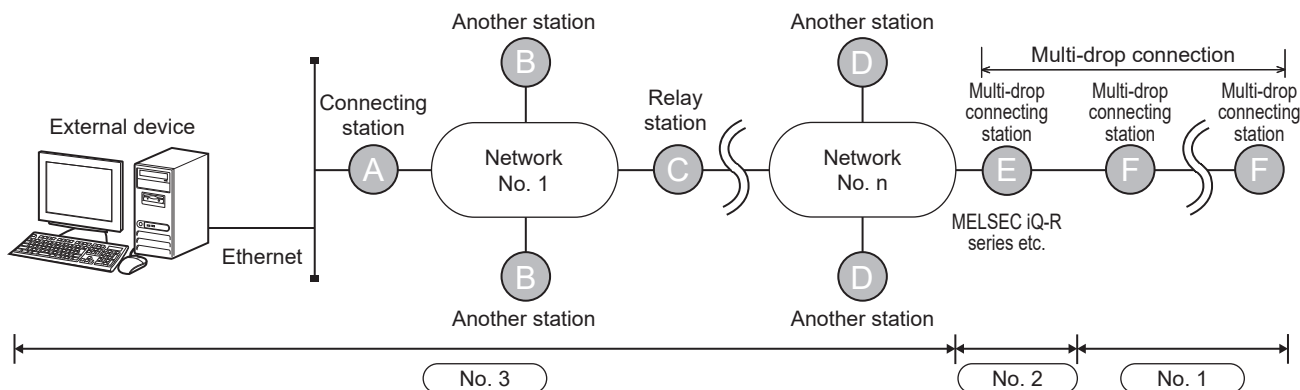 Another station
Another station
Multi-drop connection
Connecting
station
Relay
station
Multi-drop
connecting
station
Multi-drop
connecting
station
Multi-drop
connecting
station
External device
B
D
A
Network
No. 1
C
Network
No. n
E
F
F
MELSEC iQ-R
series etc.
Ethernet
B
D
Another station
Another station
No. 3
No. 2
No. 1